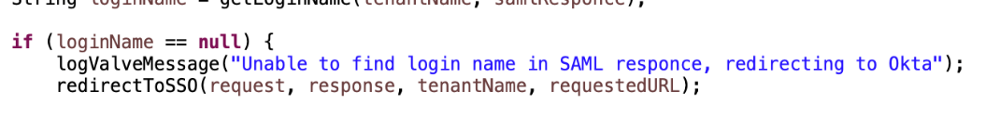 String loginName = getLoginName(tenantName, samlResponce);
if (loginName == null) {
logValveMessage("Unable to find login name in SAML responce, redirecting to Okta");
redirectToSSO(request, response, tenantName, requestedURL);